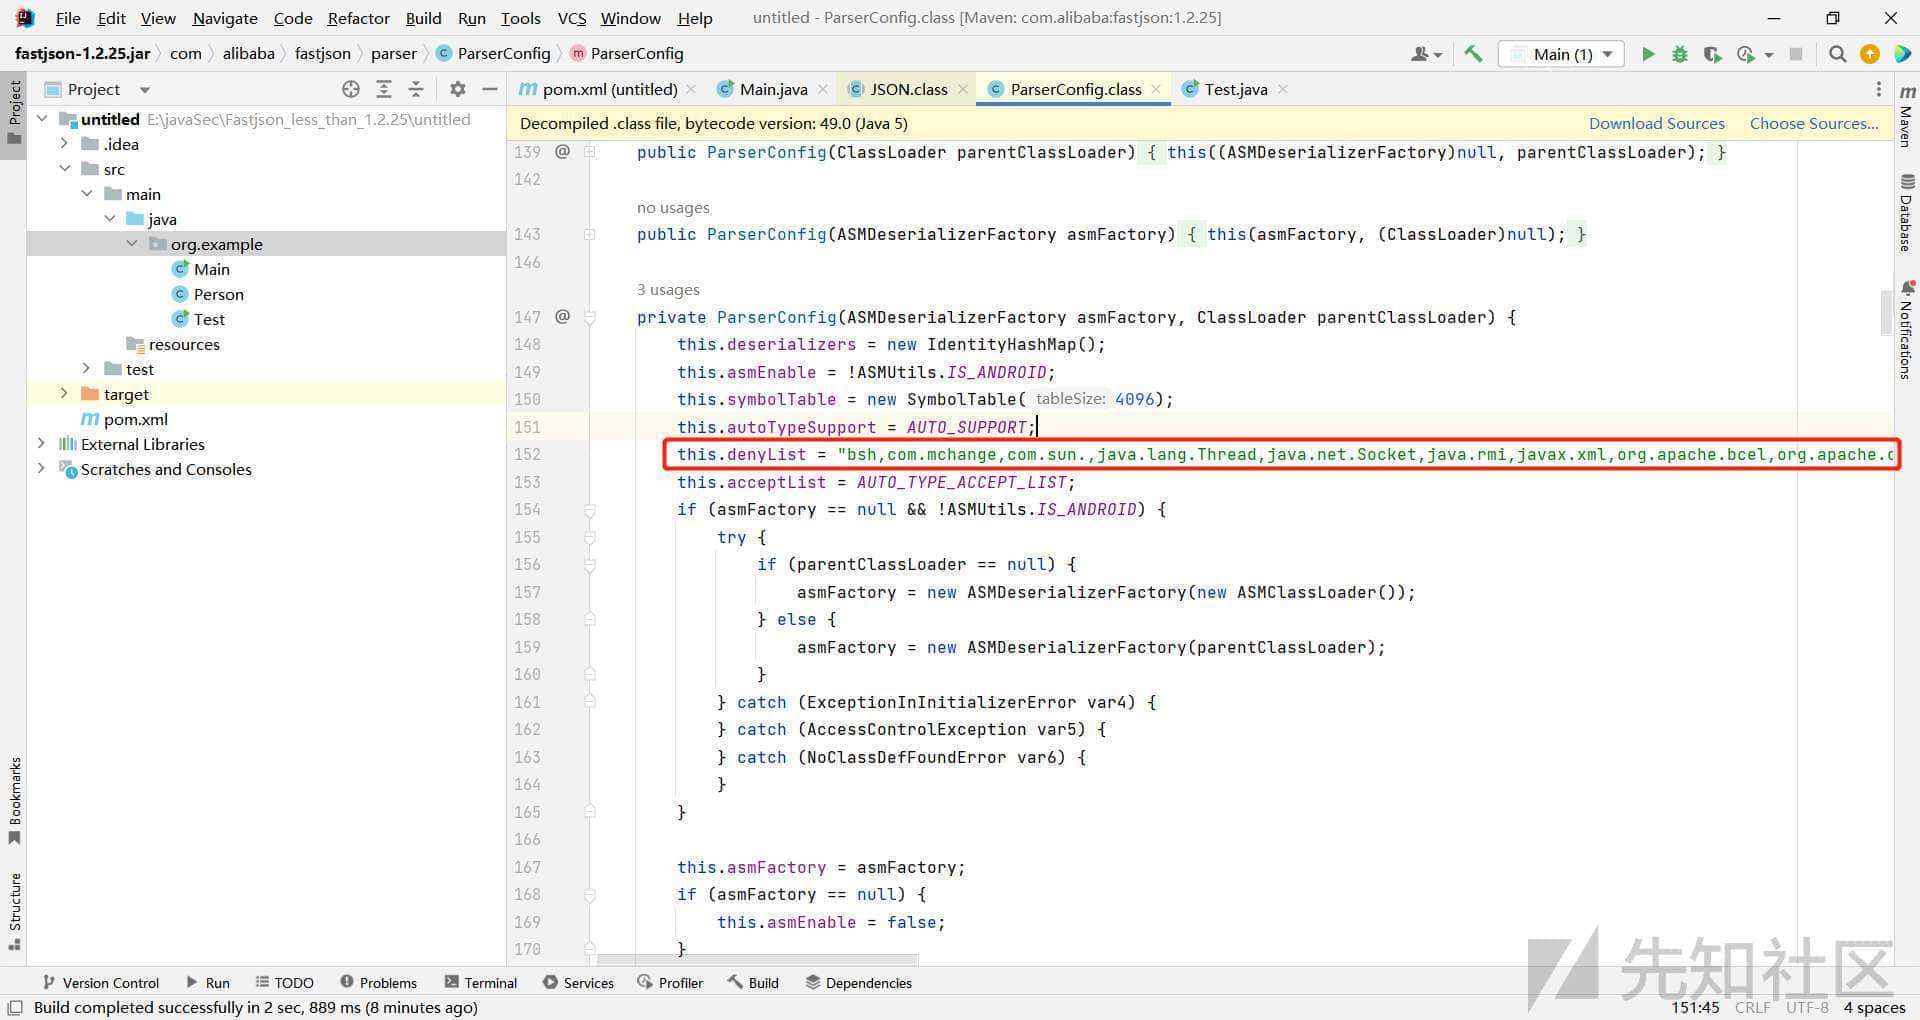 File Edit View Navigate Code Refactor Build Run Tools VCS Window Help untitled - ParserConfig.class [Maven: com.alibaba:fastjson:1.2.25]
fastjson-1.2.25.jar com alibaba fastjson parser ParserConfig ParserConfig Main (1)
Project
pom.xml (untitled) Main.java JSON.class ParserConfig.class Test.java
Decompiled .class file, bytecode version: 49.0 (Java 5) Download Sources Choose Sources...
untitled E:\javaSec\Fastjson_less_than_1.2.25\untitled
.idea
src
main
java
org.example
Main
Person
Test
resources
test
target
pom.xml
External Libraries
Scratches and Consoles
139 @ public ParserConfig(ClassLoader parentClassLoader) { this((ASMDeserializerFactory)null, parentClassLoader); }
142
no usages
143 public ParserConfig(ASMDeserializerFactory asmFactory) { this(asmFactory, (ClassLoader)null); }
146
3 usages
147 @ private ParserConfig(ASMDeserializerFactory asmFactory, ClassLoader parentClassLoader) {
148 this.deserializers = new IdentityHashMap();
149 this.asmEnable = !ASMUtils.IS_ANDROID;
150 this.symbolTable = new SymbolTable( tableSize: 4096);
151 this.autoTypeSupport = AUTO_SUPPORT;
152 this.denyList = "bsh,com.mchange,com.sun.,java.lang.Thread,java.net.Socket,java.rmi,javax.xml,org.apache.bcel,org.apache.c
153 this.acceptList = AUTO_TYPE_ACCEPT_LIST;
154 if (asmFactory == null && !ASMUtils.IS_ANDROID) {
155 try {
156 if (parentClassLoader == null) {
157 asmFactory = new ASMDeserializerFactory(new ASMClassLoader());
158 } else {
159 asmFactory = new ASMDeserializerFactory(parentClassLoader);
160 }
161 } catch (ExceptionInInitializerError var4) {
162 } catch (AccessControlException var5) {
163 } catch (NoClassDefFoundError var6) {
164 }
165 }
166
167 this.asmFactory = asmFactory;
168 if (asmFactory == null) {
169 this.asmEnable = false;
170 }
Project
Bookmarks
Structure
Maven
Database
Notifications
Version Control Run TODO Problems Terminal Services Profiler Build Dependencies
Build completed successfully in 2 sec, 889 ms (8 minutes ago) 151:45 CRLF UTF-8 4 spaces
先知社区